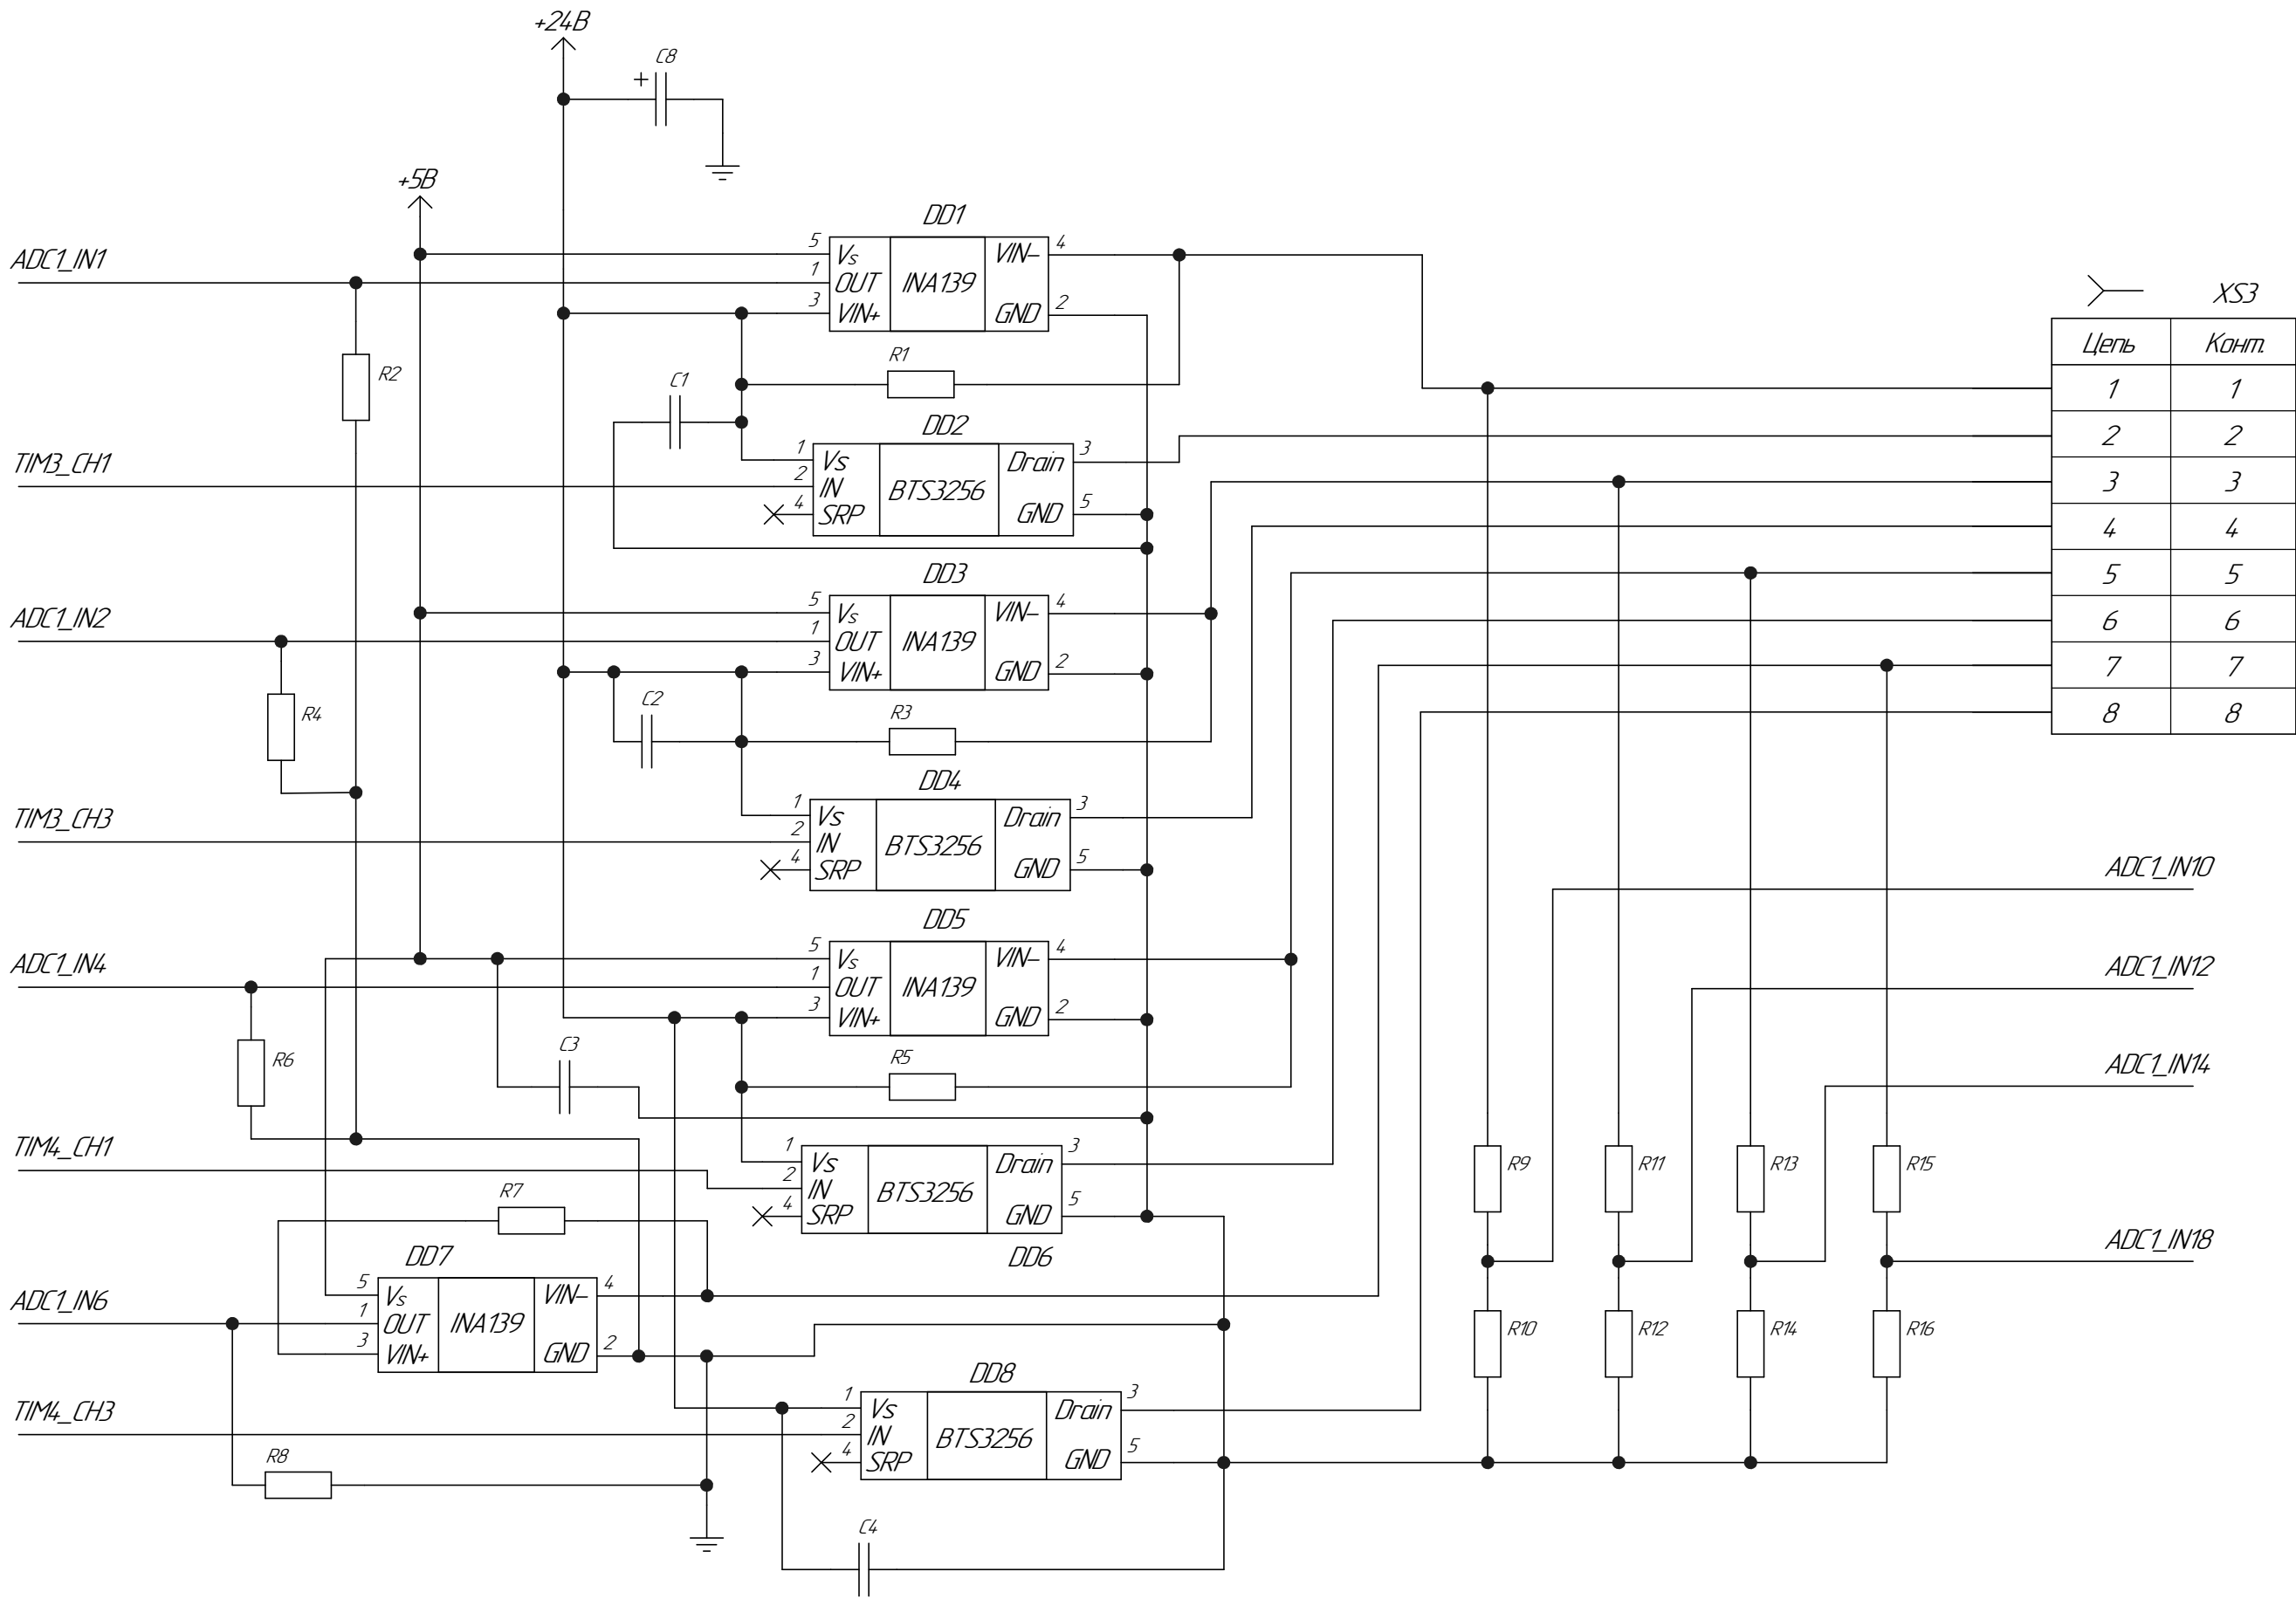 +24В
+ C8
+5В
DD1
ADC1_IN1
5 Vs INA139 VIN- 4
1 OUT
3 VIN+ GND 2
XS3
Цепь Конт.
1 1
2 2
3 3
4 4
5 5
6 6
7 7
8 8
R2
R1
C1
DD2
TIM3_CH1
1 Vs BTS3256 Drain 3
2 IN
4 SRP GND 5
DD3
ADC1_IN2
5 Vs INA139 VIN- 4
1 OUT
3 VIN+ GND 2
R4
C2
R3
DD4
TIM3_CH3
1 Vs BTS3256 Drain 3
2 IN
4 SRP GND 5
ADC1_IN10
DD5
ADC1_IN4
5 Vs INA139 VIN- 4
1 OUT
3 VIN+ GND 2
ADC1_IN12
R6
C3
R5
ADC1_IN14
TIM4_CH1
1 Vs BTS3256 Drain 3
2 IN
4 SRP GND 5
DD6
R9 R11 R13 R15
R7
ADC1_IN18
DD7
ADC1_IN6
5 Vs INA139 VIN- 4
1 OUT
3 VIN+ GND 2
R10 R12 R14 R16
DD8
TIM4_CH3
1 Vs BTS3256 Drain 3
2 IN
4 SRP GND 5
R8
C4